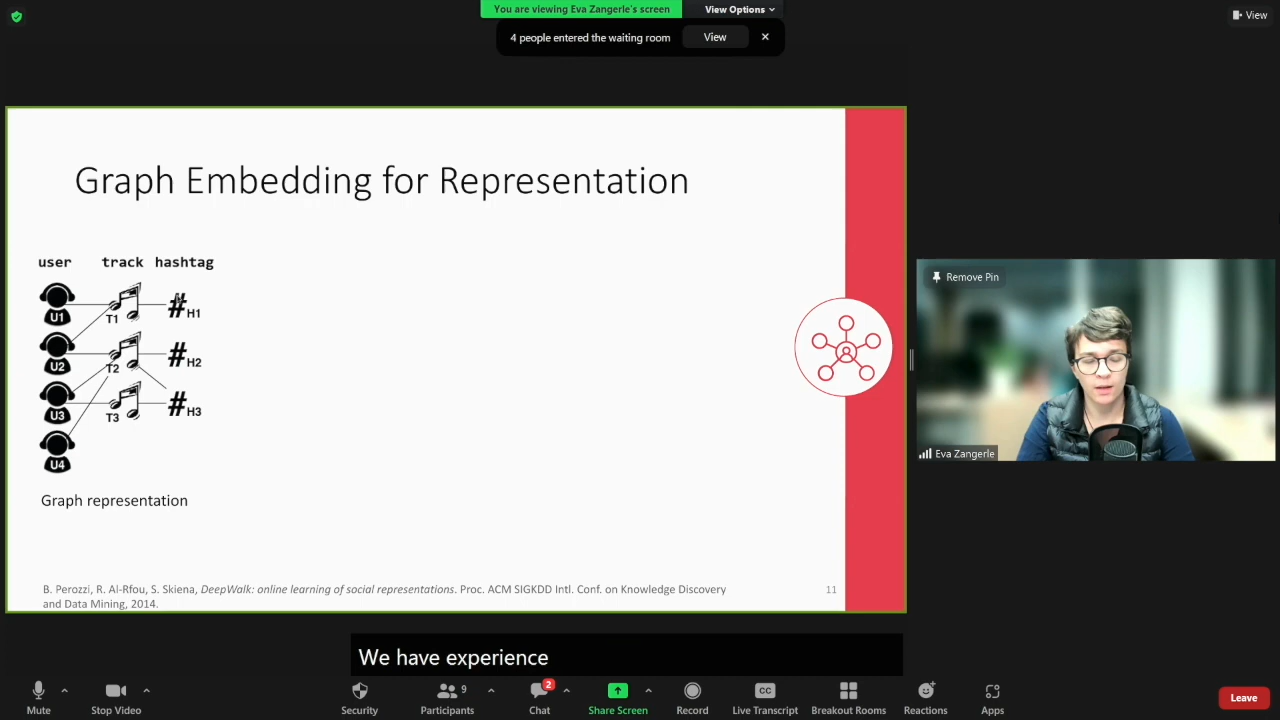 You are viewing Eva Zangerle's screen
View Options
View
4 people entered the waiting room
View
Graph Embedding for Representation
user track hashtag
U1 T1 #H1
U2 T2 #H2
U3 T3 #H3
U4
Graph representation
B. Perozzi, R. Al-Rfou, S. Skiena, DeepWalk: online learning of social representations. Proc. ACM SIGKDD Intl. Conf. on Knowledge Discovery
and Data Mining, 2014.
11
Remove Pin
Eva Zangerle
We have experience
Mute
Stop Video
Security
9
Participants
2
Chat
Share Screen
Record
CC
Live Transcript
Breakout Rooms
Reactions
Apps
Leave